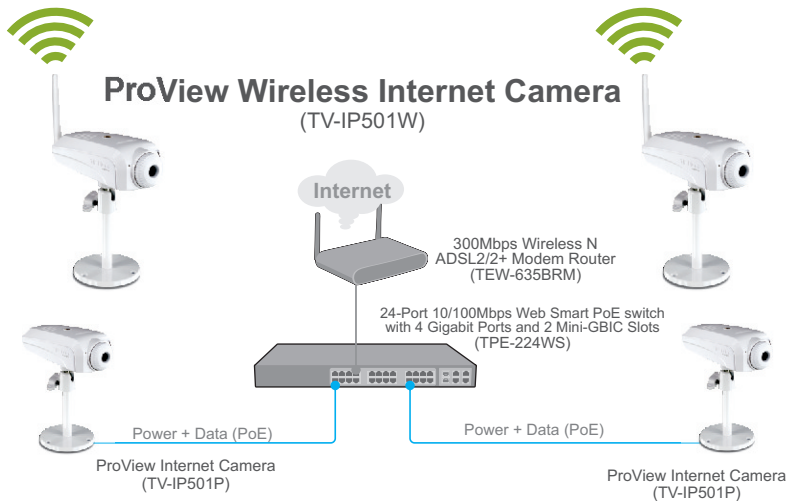 ProView Wireless Internet Camera
(TV-IP501W)
Internet
300Mbps Wireless N
ADSL2/2+ Modem Router
(TEW-635BRM)
24-Port 10/100Mbps Web Smart PoE switch
with 4 Gigabit Ports and 2 Mini-GBIC Slots
(TPE-224WS)
Power + Data (PoE)
Power + Data (PoE)
ProView Internet Camera
(TV-IP501P)
ProView Internet Camera
(TV-IP501P)